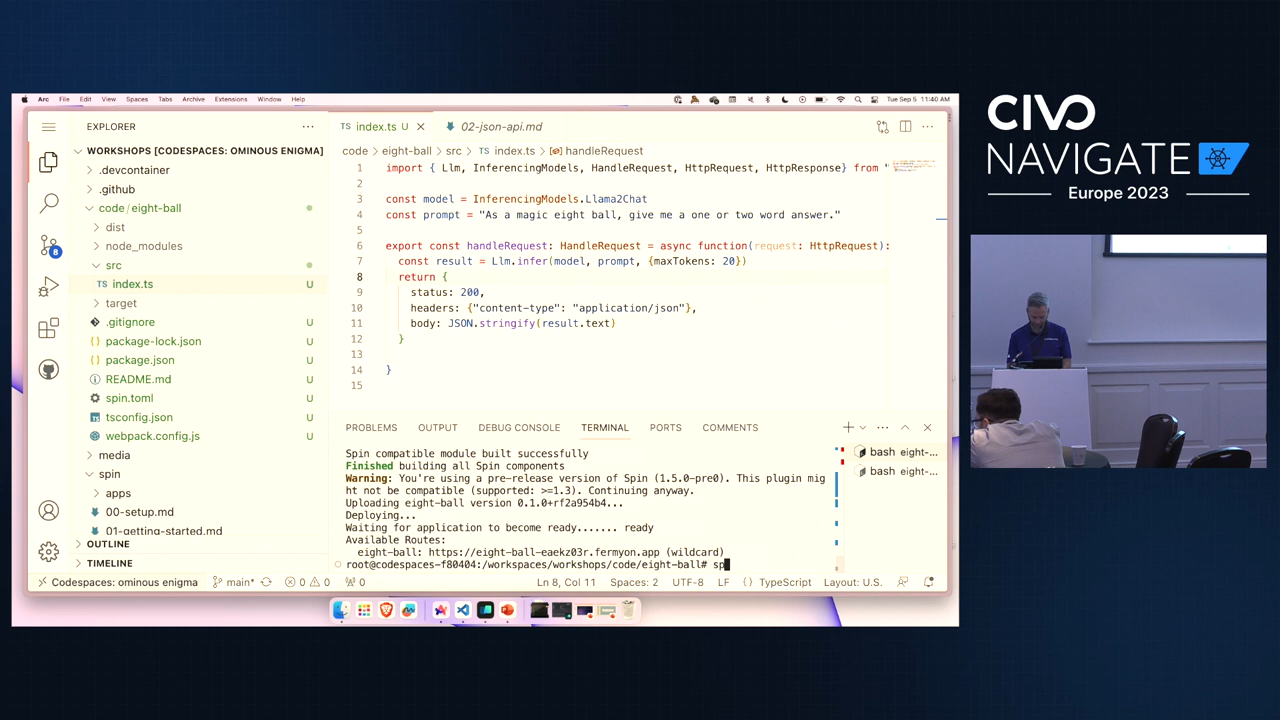 Arc File Edit View Spaces Tabs Archive Extensions Window Help
Tue Sep 5 11:40 AM
EXPLORER
WORKSHOPS [CODESPACES: OMINOUS ENIGMA]
.devcontainer
.github
code/eight-ball
dist
node_modules
src
TS index.ts U
target
.gitignore U
{} package-lock.json U
{} package.json U
README.md U
spin.toml U
tsconfig.json U
webpack.config.js U
media
spin
apps
00-setup.md
01-getting-started.md
OUTLINE
TIMELINE
8
TS index.ts U
02-json-api.md
code > eight-ball > src > TS index.ts > handleRequest
1 import { Llm, InferencingModels, HandleRequest, HttpRequest, HttpResponse} from "
2
3 const model = InferencingModels.Llama2Chat
4 const prompt = "As a magic eight ball, give me a one or two word answer."
5
6 export const handleRequest: HandleRequest = async function(request: HttpRequest):
7 const result = Llm.infer(model, prompt, {maxTokens: 20})
8 return {
9 status: 200,
10 headers: {"content-type": "application/json"},
11 body: JSON.stringify(result.text)
12 }
13
14 }
15
PROBLEMS OUTPUT DEBUG CONSOLE TERMINAL PORTS COMMENTS
Spin compatible module built successfully
Finished building all Spin components
Warning: You're using a pre-release version of Spin (1.5.0-pre0). This plugin mig
ht not be compatible (supported: >=1.3). Continuing anyway.
Uploading eight-ball version 0.1.0+rf2a954b4...
Deploying...
Waiting for application to become ready....... ready
Available Routes:
eight-ball: https://eight-ball-eaekz03r.fermyon.app (wildcard)
root@codespaces-f80404:/workspaces/workshops/code/eight-ball# sp
bash eight-...
bash eight-...
Codespaces: ominous enigma main* 0 0 0 Ln 8, Col 11 Spaces: 2 UTF-8 LF {} TypeScript Layout: U.S.
CIVO
NAVIGATE
Europe 2023